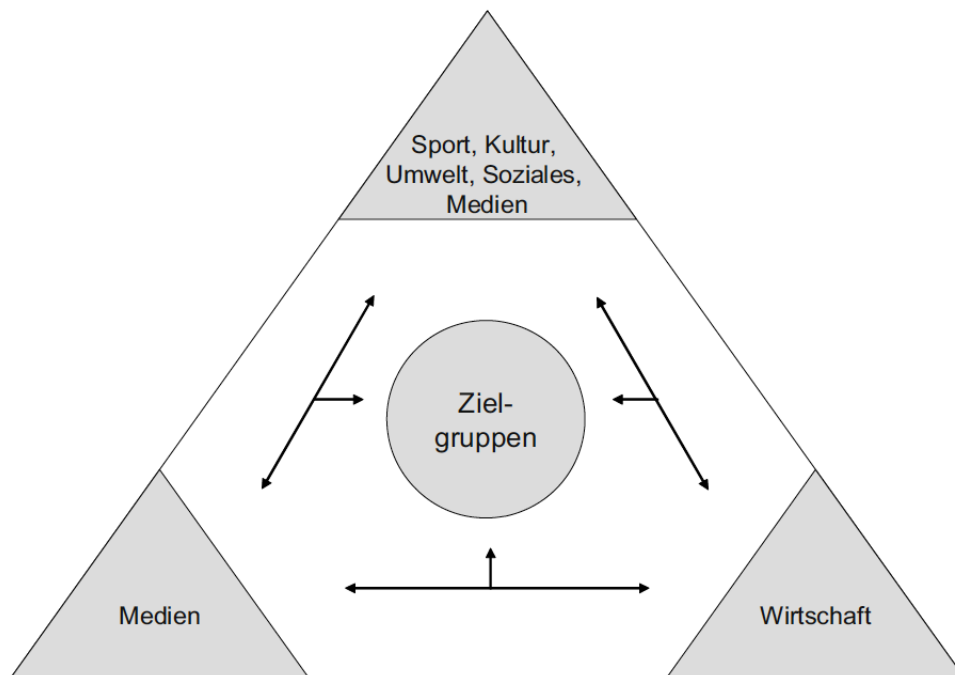 Sport, Kultur,
Umwelt, Soziales,
Medien
Ziel-
gruppen
Medien
Wirtschaft